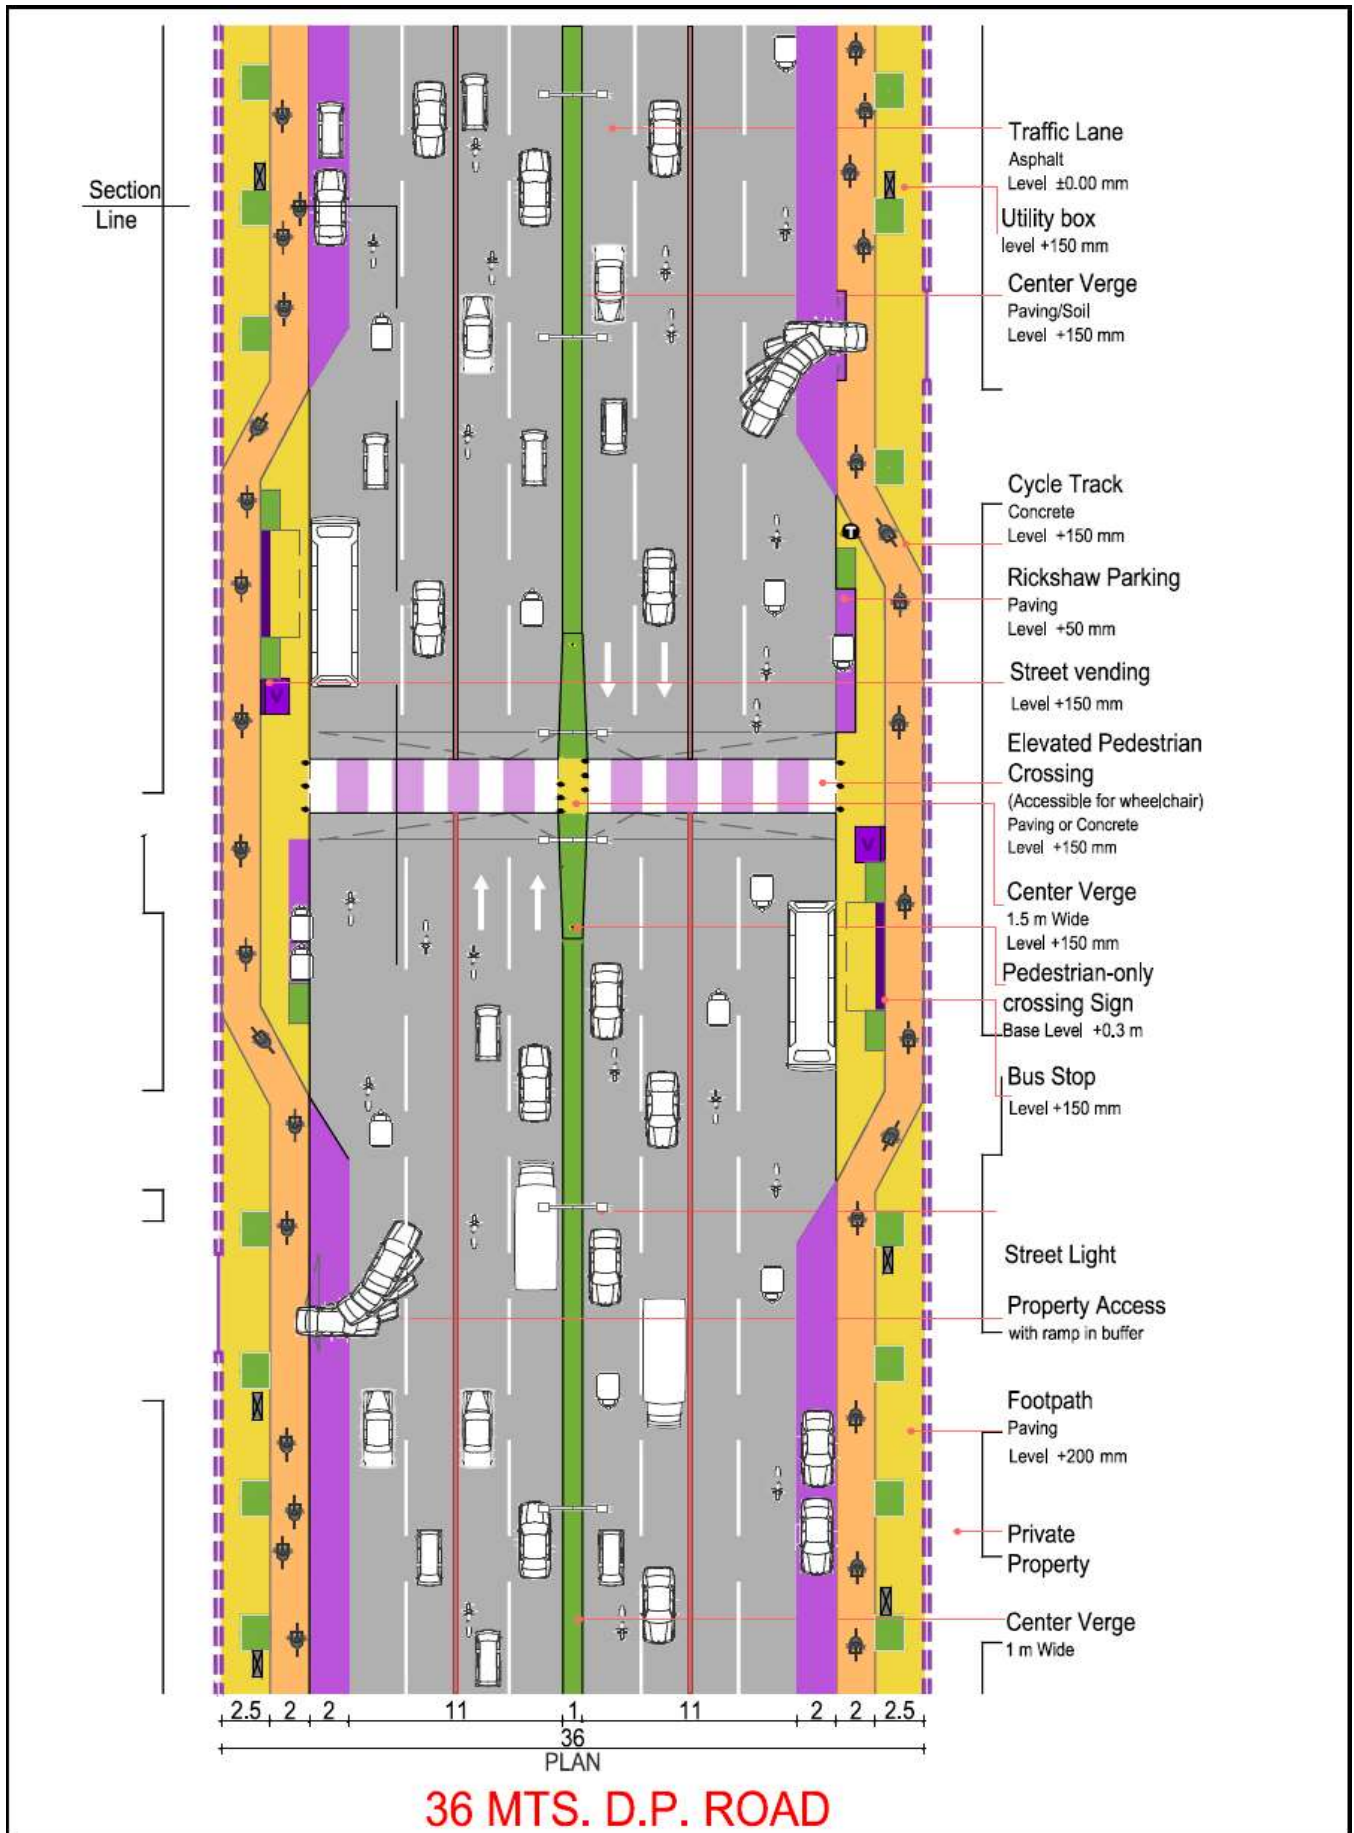 Section
Line
Traffic Lane
Asphalt
Level ±0.00 mm
Utility box
level +150 mm
Center Verge
Paving/Soil
Level +150 mm
Cycle Track
Concrete
Level +150 mm
Rickshaw Parking
Paving
Level +50 mm
Street vending
Level +150 mm
Elevated Pedestrian
Crossing
(Accessible for wheelchair)
Paving or Concrete
Level +150 mm
Center Verge
1.5 m Wide
Level +150 mm
Pedestrian-only
crossing Sign
Base Level +0.3 m
Bus Stop
Level +150 mm
Street Light
Property Access
with ramp in buffer
Footpath
Paving
Level +200 mm
Private
Property
Center Verge
1 m Wide
T
V
V
2.5 2 2 11 1 11 2 2 2.5
36
PLAN
36 MTS. D.P. ROAD